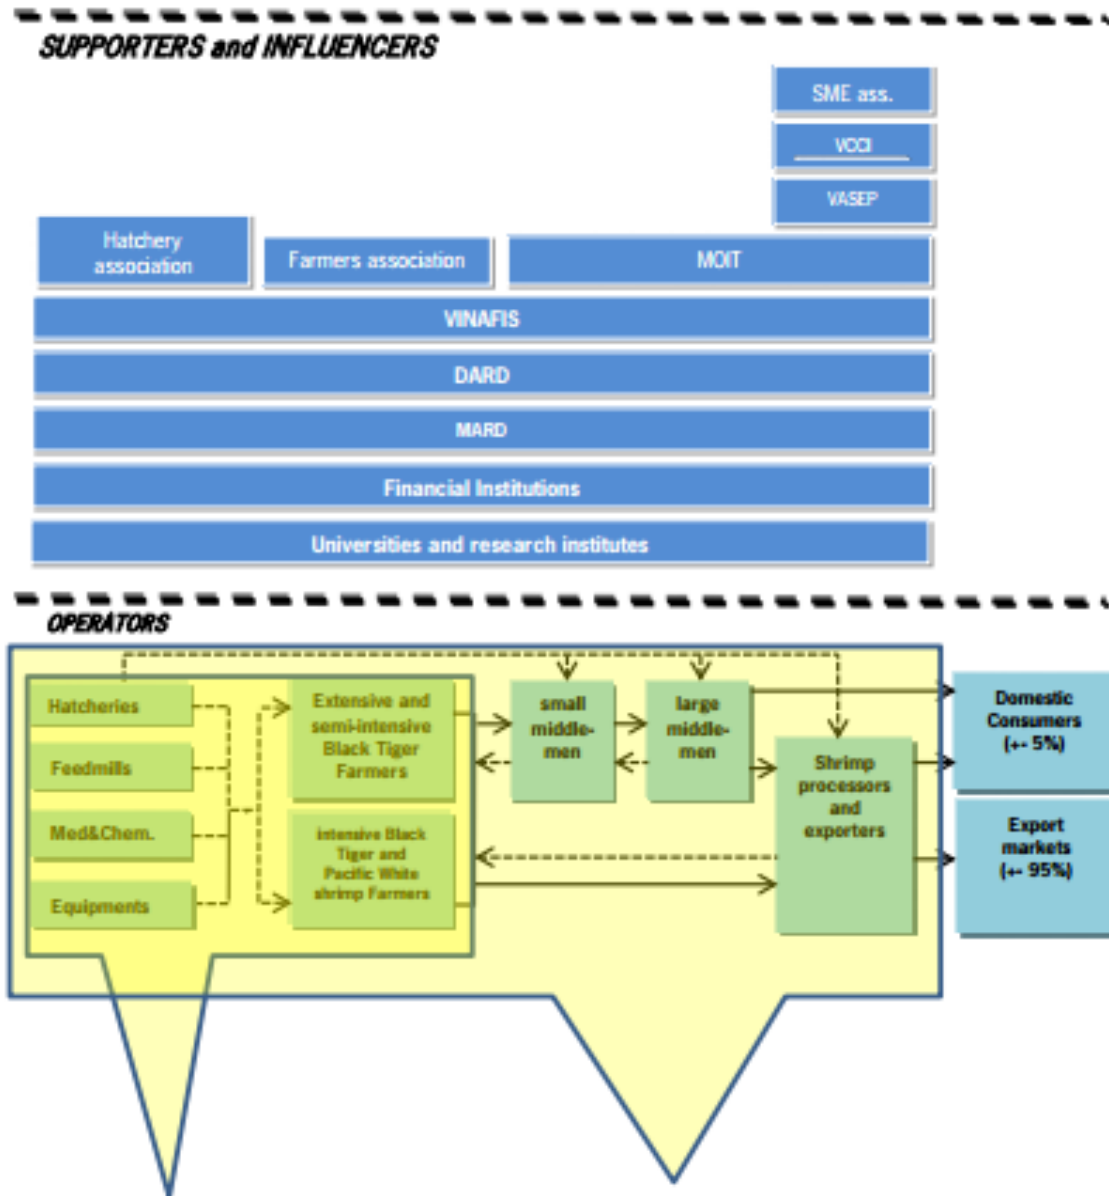 SUPPORTERS and INFLUENCERS
SME ass.
VCCI
VASEP
Hatchery
association
Farmers association
MOIT
VINAFIS
DARD
MARD
Financial Institutions
Universities and research institutes
OPERATORS
Hatcheries
Feedmills
Med&Chem.
Equipments
Extensive and
semi-intensive
Black Tiger
Farmers
intensive Black
Tiger and
Pacific White
shrimp Farmers
small
middle-
men
large
middle-
men
Shrimp
processors
and
exporters
Domestic
Consumers
(+- 5%)
Export
markets
(+- 95%)